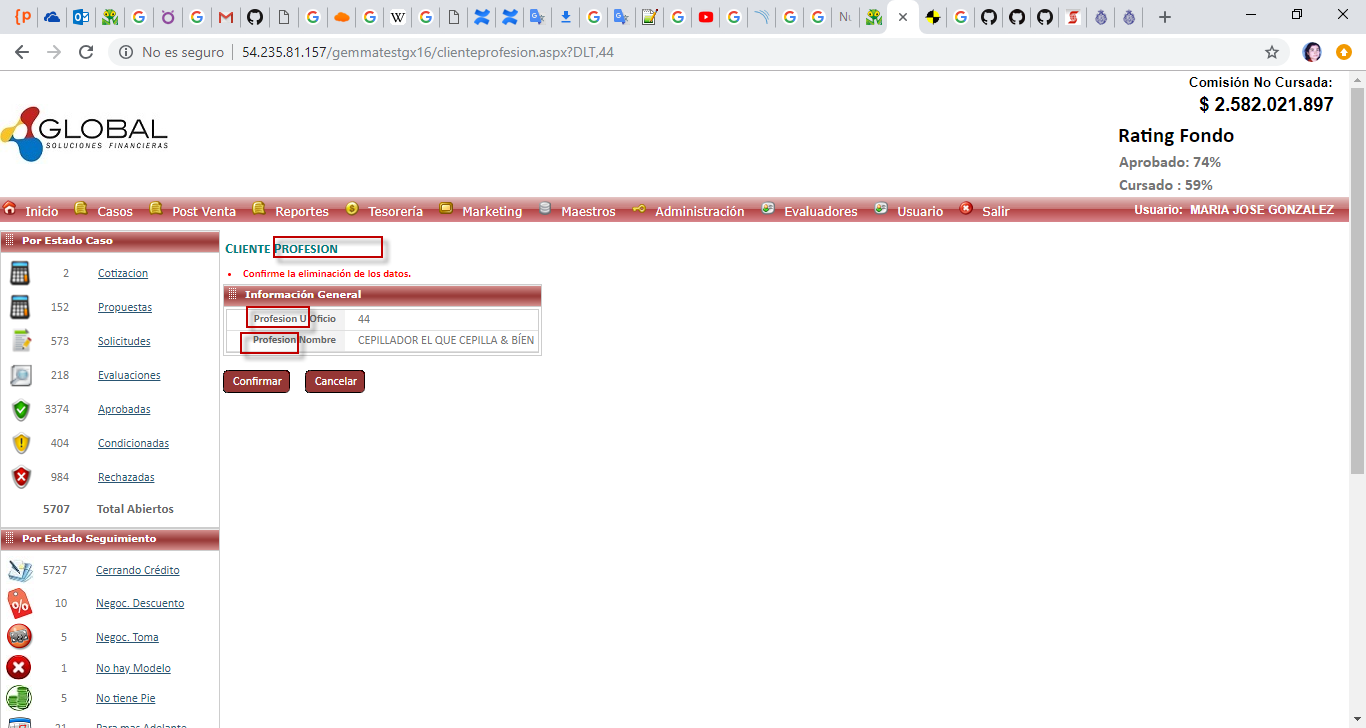 No es seguro | 54.235.81.157/gemmatestgx16/clienteprofesion.aspx?DLT,44
Comisión No Cursada:
$ 2.582.021.897
GLOBAL
SOLUCIONES FINANCIERAS
Rating Fondo
Aprobado: 74%
Cursado : 59%
Inicio Casos Post Venta Reportes Tesorería Marketing Maestros Administración Evaluadores Usuario Salir Usuario: MARIA JOSE GONZALEZ
Por Estado Caso
2 Cotizacion
152 Propuestas
573 Solicitudes
218 Evaluaciones
3374 Aprobadas
404 Condicionadas
984 Rechazadas
5707 Total Abiertos
Por Estado Seguimiento
5727 Cerrando Crédito
10 Negoc. Descuento
5 Negoc. Toma
1 No hay Modelo
5 No tiene Pie
21 Para mas Adelante
CLIENTE PROFESION
• Confirme la eliminación de los datos.
Información General
Profesion U Oficio 44
Profesion Nombre CEPILLADOR EL QUE CEPILLA & BÍEN
Confirmar Cancelar